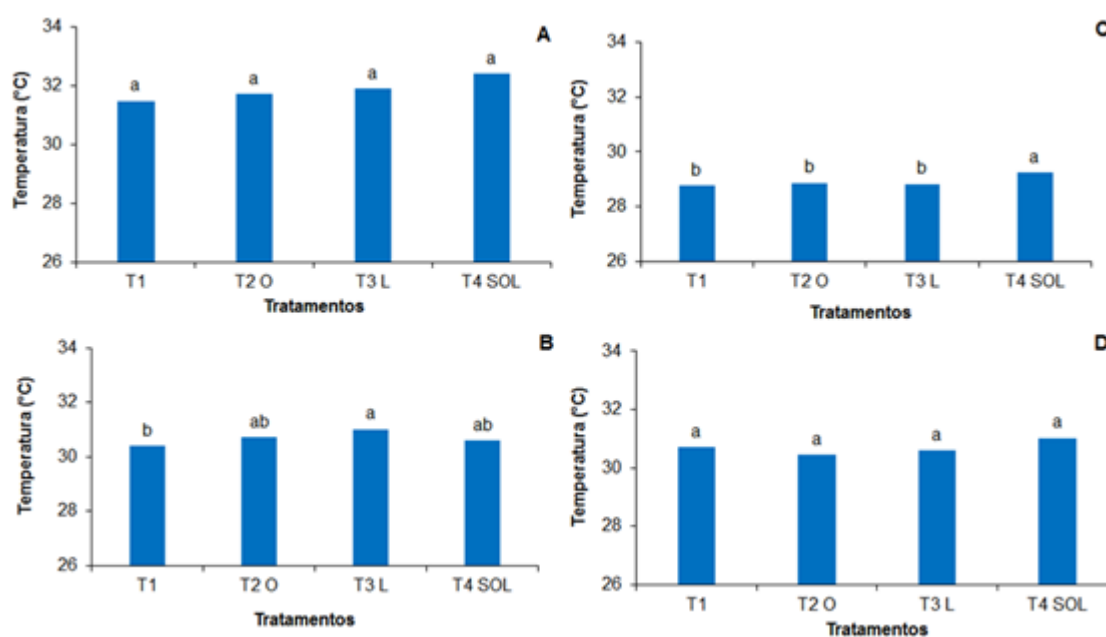 A
Temperatura (°C)
34
32
30
28
26
a a a a
T1 T2 O T3 L T4 SOL
Tratamentos
C
Temperatura (°C)
34
32
30
28
26
b b b a
T1 T2 O T3 L T4 SOL
Tratamentos
B
Temperatura (°C)
34
32
30
28
26
b ab a ab
T1 T2 O T3 L T4 SOL
Tratamentos
D
Temperatura (°C)
34
32
30
28
26
a a a a
T1 T2 O T3 L T4 SOL
Tratamentos